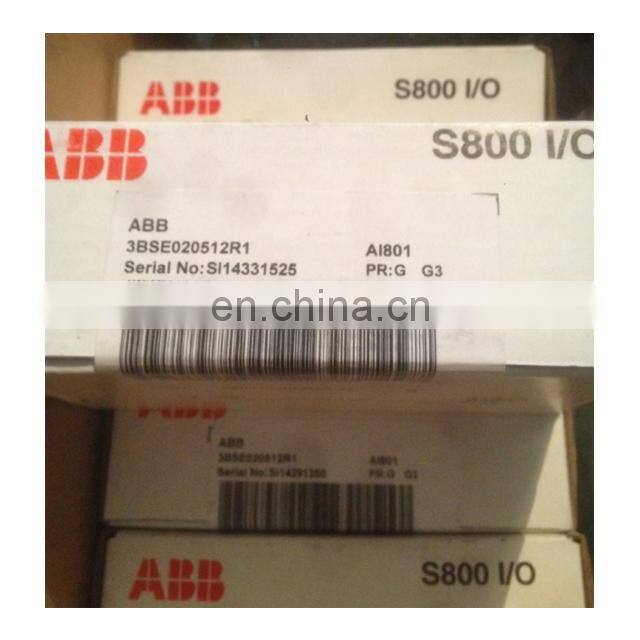 ABB S800 I/O
ABB S800 I/O
ABB
3BSE020512R1 AI801
Serial No:SI14331525 PR:G G3
en.china.cn
ABB
ABB
3BSE020512R1 AI801
PR:G G3
ABB S800 I/O